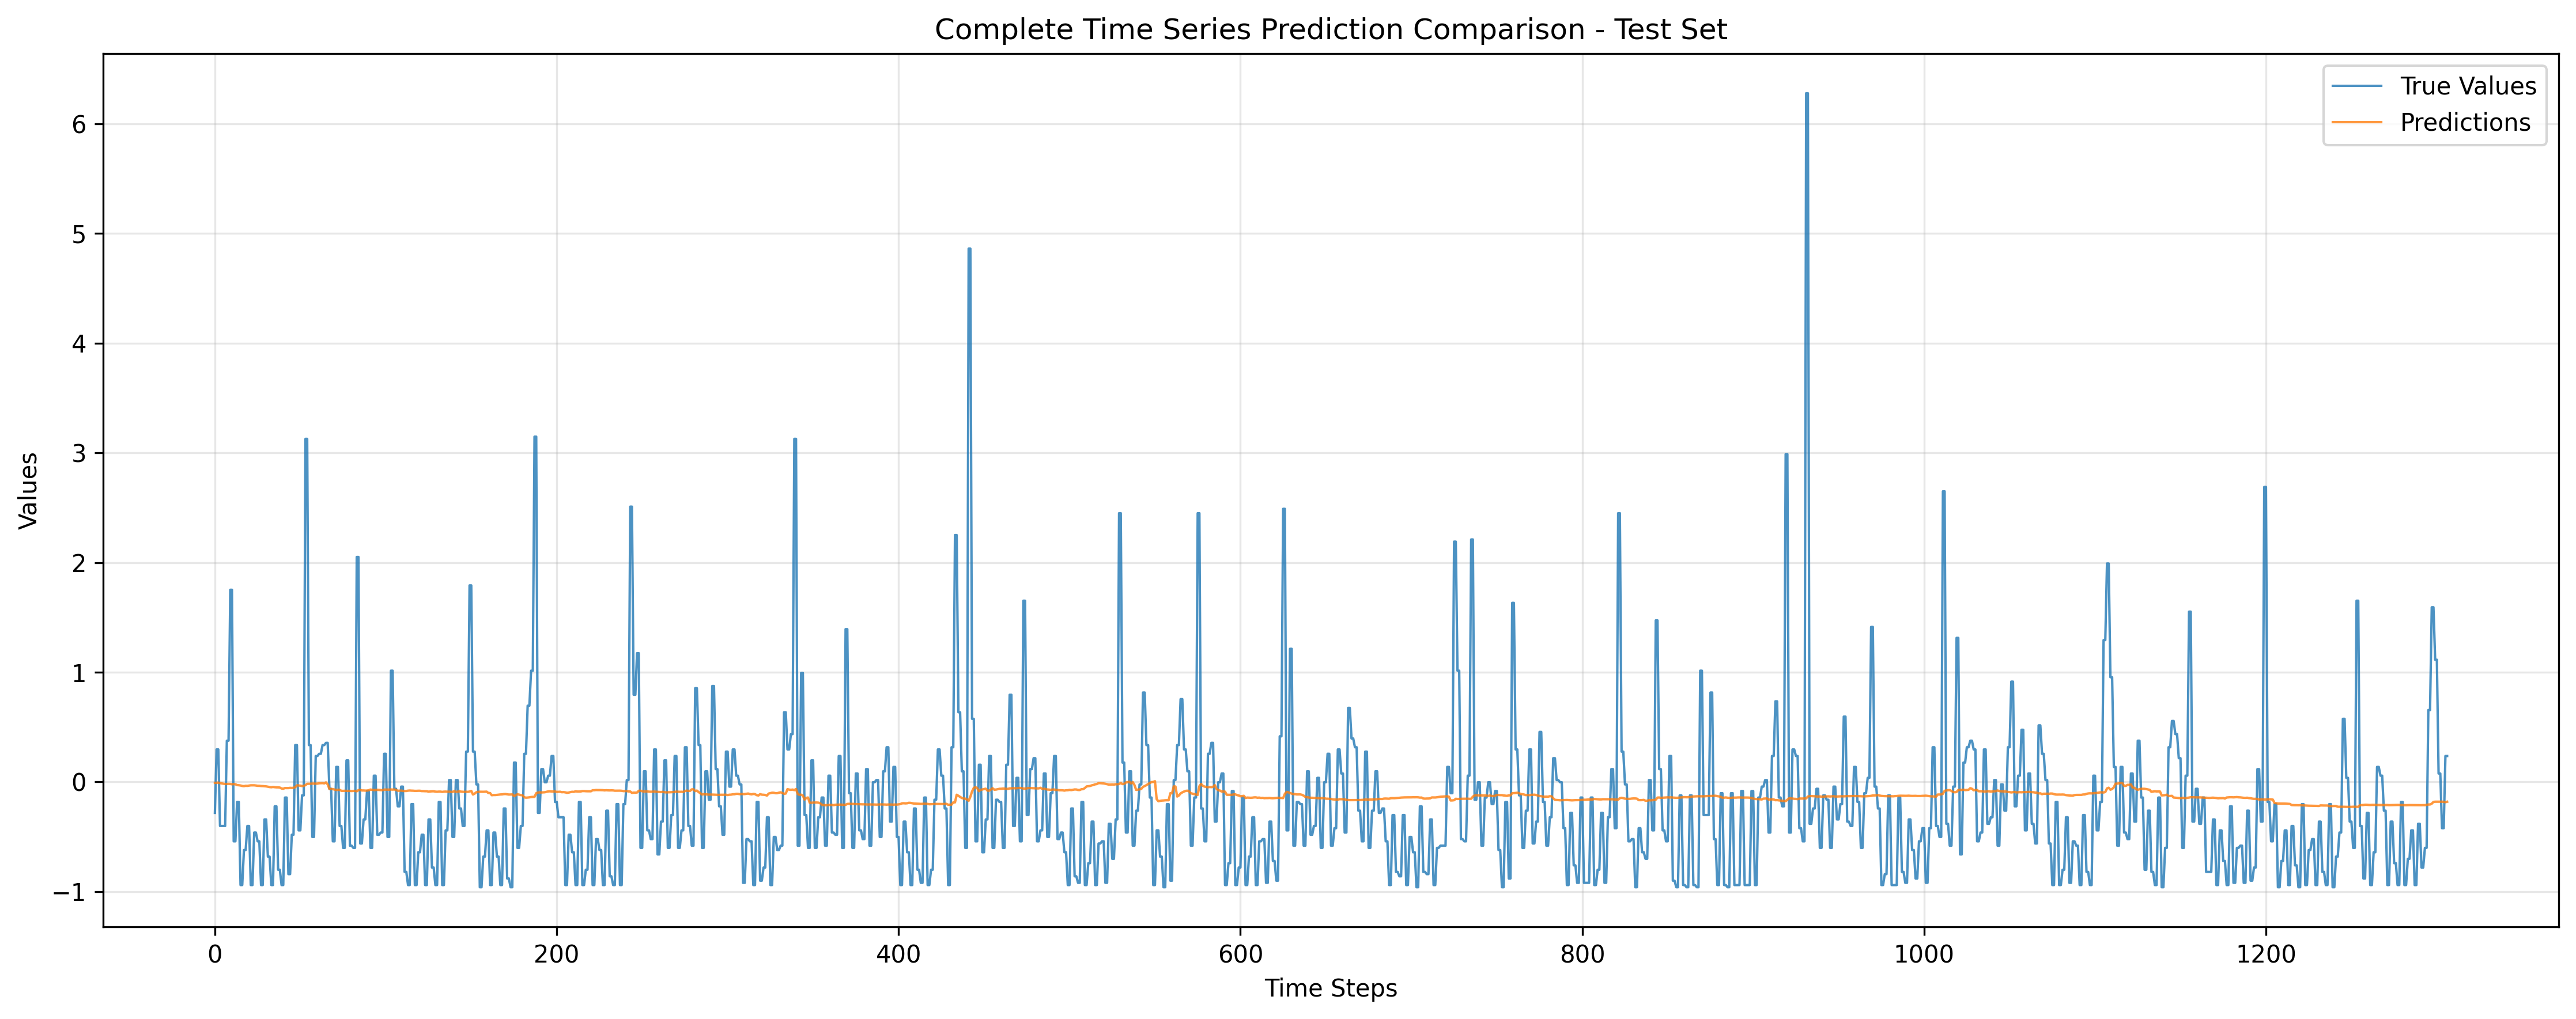 Complete Time Series Prediction Comparison - Test Set
True Values
Predictions
Values
6
5
4
3
2
1
0
−1
0 200 400 600 800 1000 1200
Time Steps